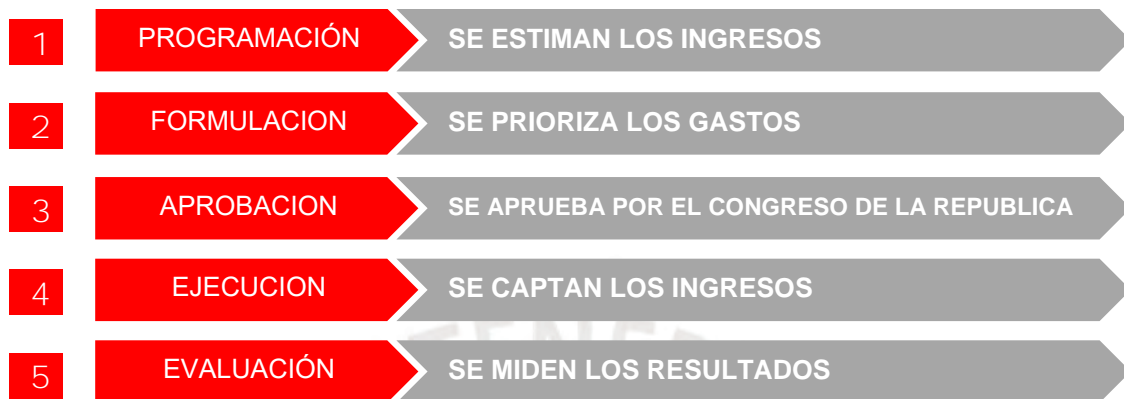 1 PROGRAMACIÓN SE ESTIMAN LOS INGRESOS
2 FORMULACION SE PRIORIZA LOS GASTOS
3 APROBACION SE APRUEBA POR EL CONGRESO DE LA REPUBLICA
4 EJECUCION SE CAPTAN LOS INGRESOS
5 EVALUACIÓN SE MIDEN LOS RESULTADOS